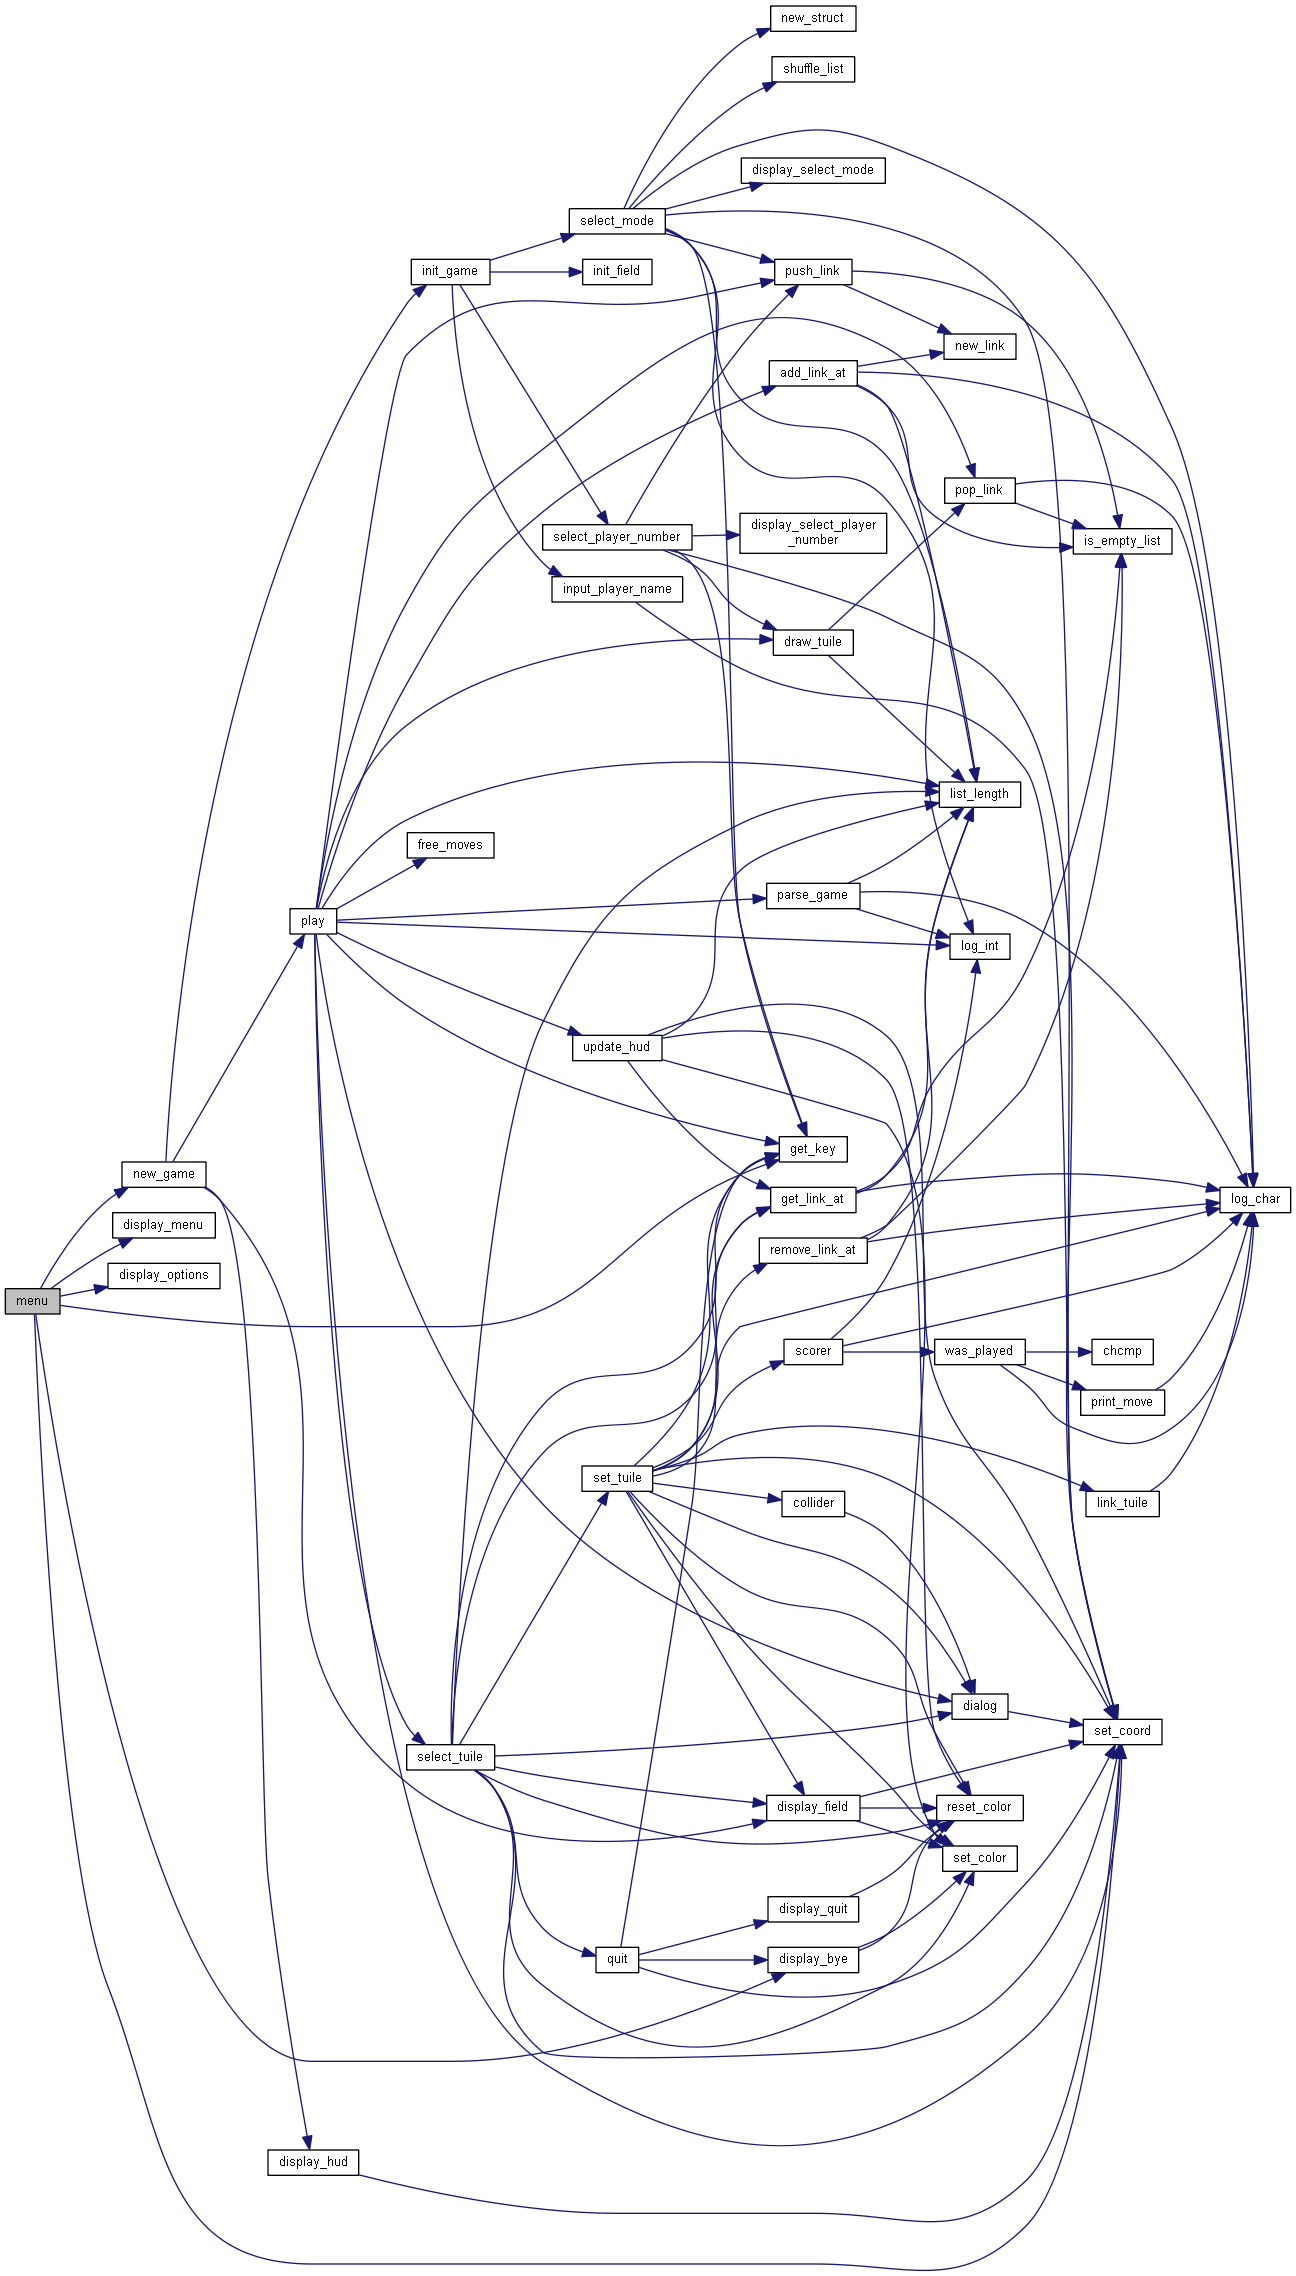 new_struct
shuffle_list
display_select_mode
select_mode
init_game
init_field
push_link
new_link
add_link_at
pop_link
select_player_number
display_select_player
_number
is_empty_list
input_player_name
draw_tuile
list_length
free_moves
parse_game
play
log_int
update_hud
get_key
new_game
get_link_at
log_char
display_menu
remove_link_at
display_options
menu
scorer
was_played
chcmp
print_move
set_tuile
collider
link_tuile
dialog
set_coord
select_tuile
display_field
reset_color
set_color
display_quit
quit
display_bye
display_hud